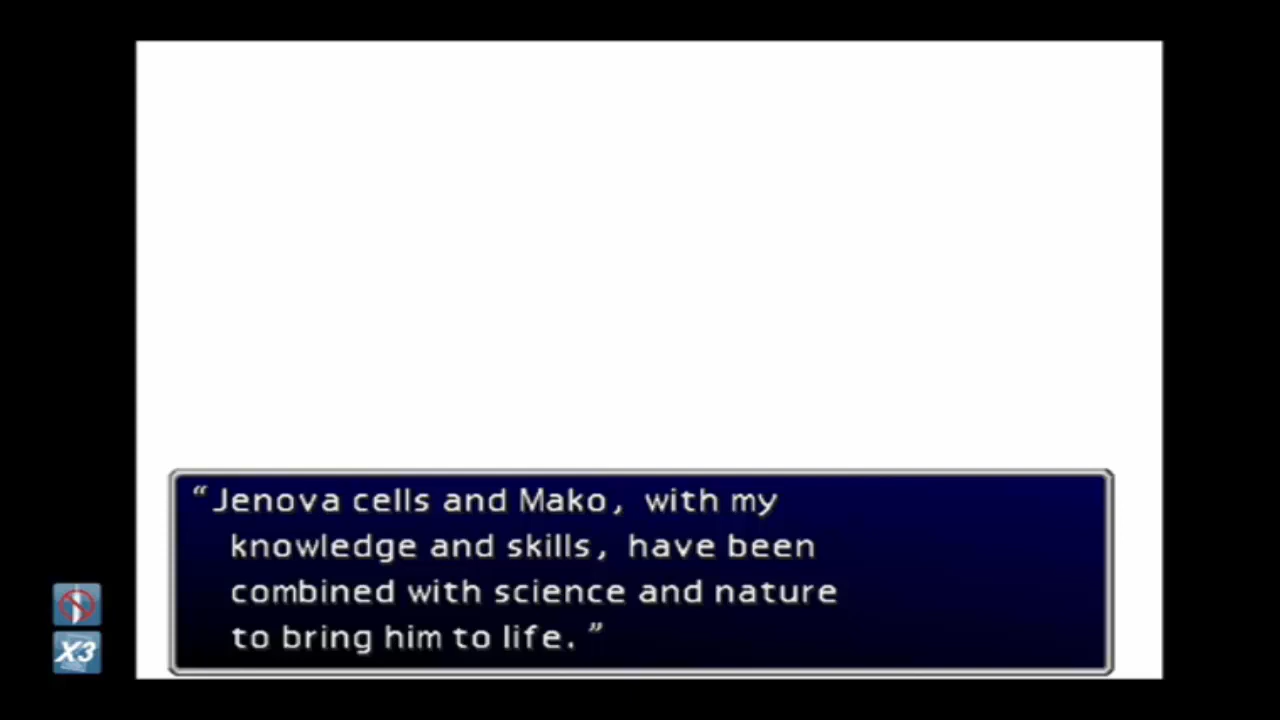 “Jenova cells and Mako, with my
knowledge and skills, have been
combined with science and nature
to bring him to life.”
X3